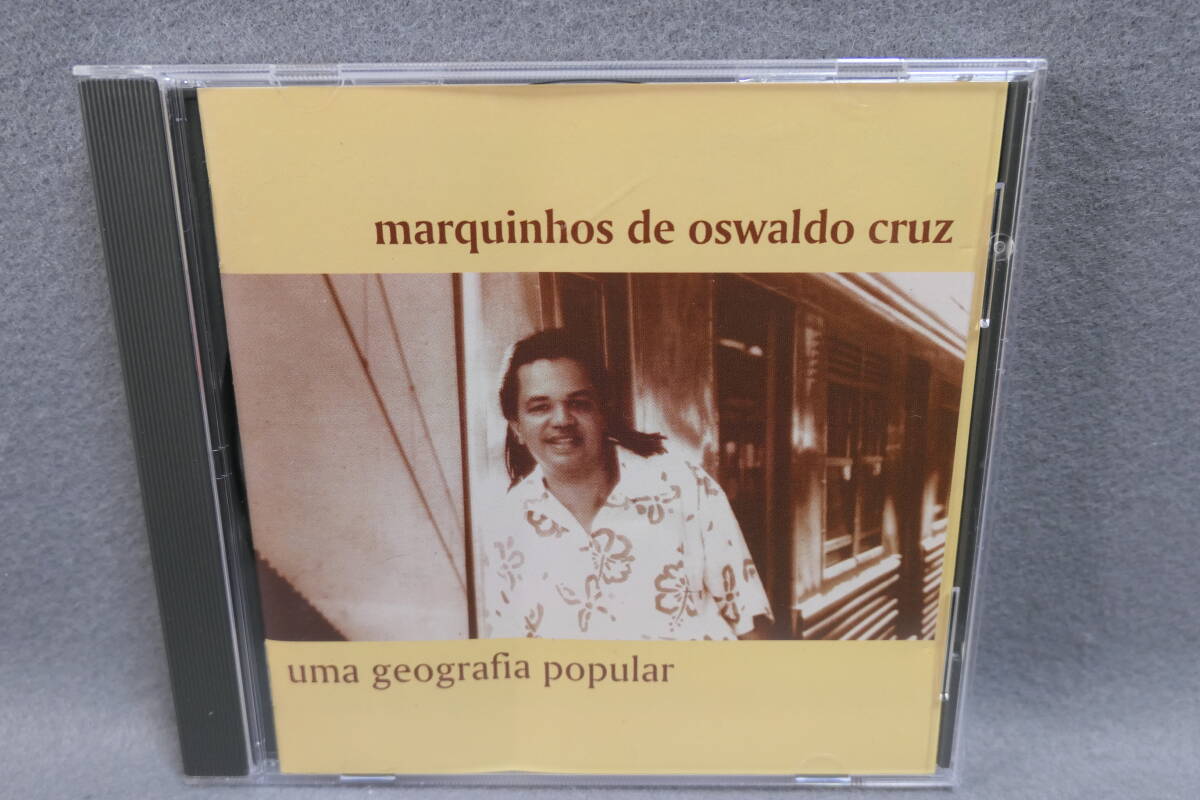 marquinhos de oswaldo cruz
uma geografia popular